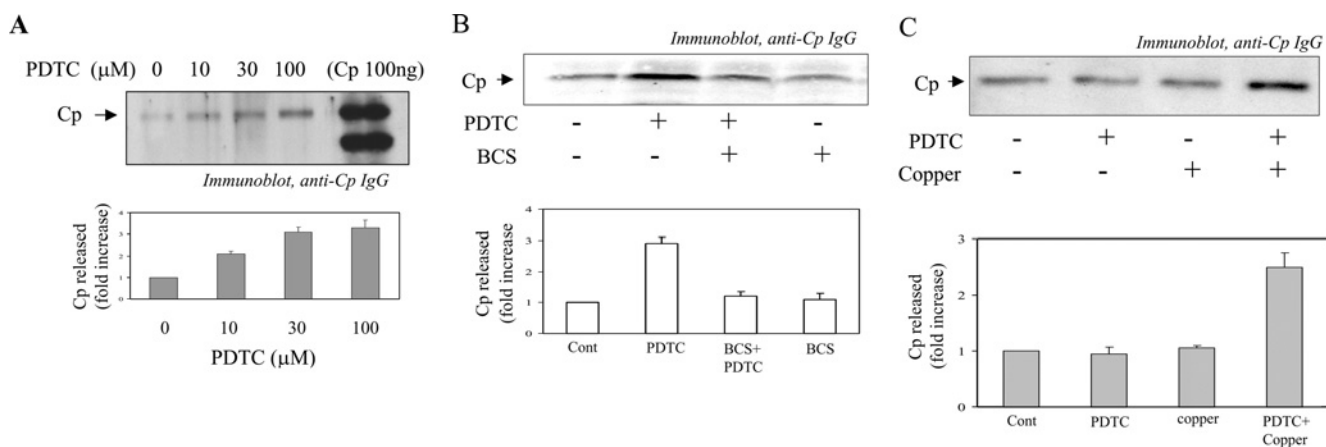 A
PDTC (μM) 0 10 30 100 (Cp 100ng)
Cp
Immunoblot, anti-Cp IgG
Cp released
(fold increase)
4
3
2
1
0
0 10 30 100
PDTC (μM)
B
Immunoblot, anti-Cp IgG
Cp
PDTC - + + -
BCS - - + +
Cp released
(fold increase
4
3
2
1
0
Cont PDTC BCS+ BCS
PDTC
C
Immunoblot, anti-Cp IgG
Cp
PDTC - + - +
Copper - - + +
Cp released
(fold increase)
3
2
1
0
Cont PDTC copper PDTC+
Copper